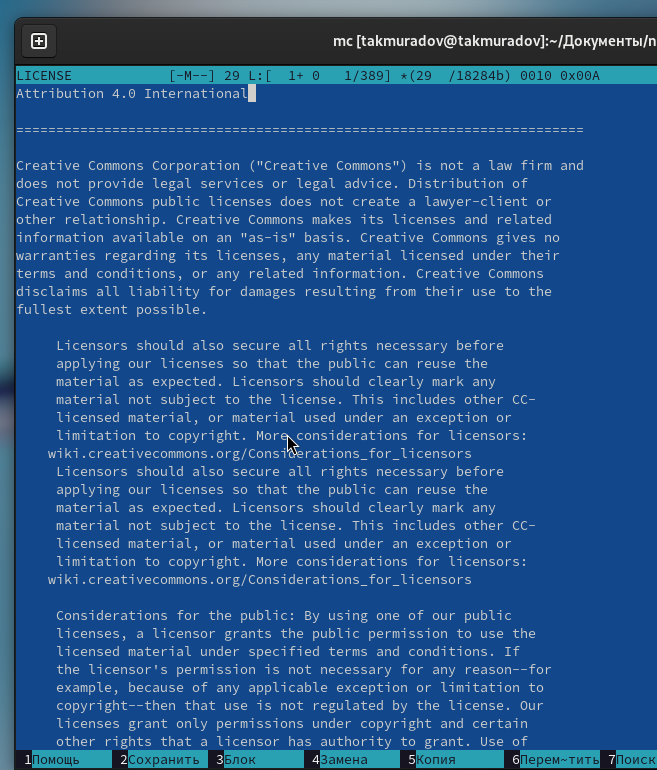 mc [takmuradov@takmuradov]:~/Документы/n
LICENSE [-M--] 29 L:[ 1+ 0 1/389] *(29 /18284b) 0010 0x00A
Attribution 4.0 International
=======================================================================
Creative Commons Corporation ("Creative Commons") is not a law firm and
does not provide legal services or legal advice. Distribution of
Creative Commons public licenses does not create a lawyer-client or
other relationship. Creative Commons makes its licenses and related
information available on an "as-is" basis. Creative Commons gives no
warranties regarding its licenses, any material licensed under their
terms and conditions, or any related information. Creative Commons
disclaims all liability for damages resulting from their use to the
fullest extent possible.
Licensors should also secure all rights necessary before
applying our licenses so that the public can reuse the
material as expected. Licensors should clearly mark any
material not subject to the license. This includes other CC-
licensed material, or material used under an exception or
limitation to copyright. More considerations for licensors:
wiki.creativecommons.org/Considerations_for_licensors
Licensors should also secure all rights necessary before
applying our licenses so that the public can reuse the
material as expected. Licensors should clearly mark any
material not subject to the license. This includes other CC-
licensed material, or material used under an exception or
limitation to copyright. More considerations for licensors:
wiki.creativecommons.org/Considerations_for_licensors
Considerations for the public: By using one of our public
licenses, a licensor grants the public permission to use the
licensed material under specified terms and conditions. If
the licensor's permission is not necessary for any reason--for
example, because of any applicable exception or limitation to
copyright--then that use is not regulated by the license. Our
licenses grant only permissions under copyright and certain
other rights that a licensor has authority to grant. Use of
1Помощь 2Сохранить 3Блок 4Замена 5Копия 6Перем~тить 7Поиск